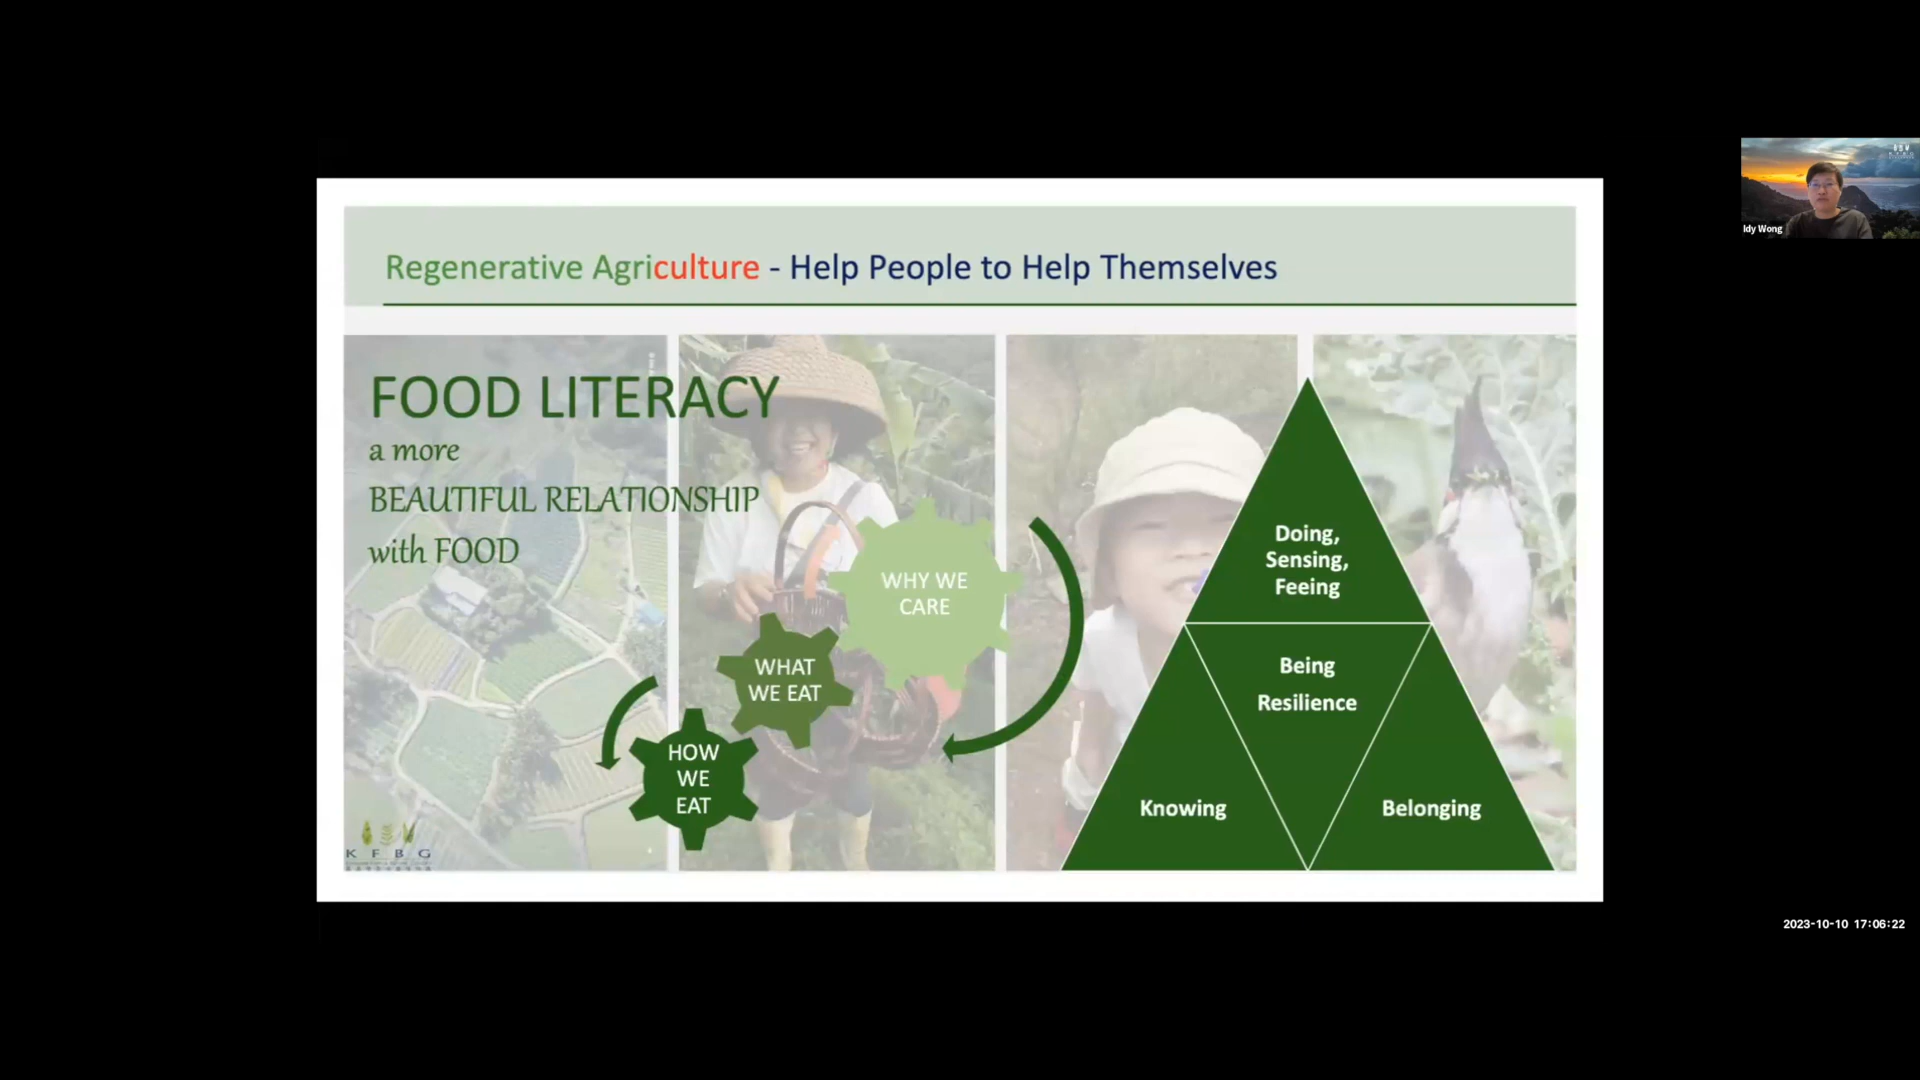 Regenerative Agriculture - Help People to Help Themselves
FOOD LITERACY
a more
BEAUTIFUL RELATIONSHIP
with FOOD
WHY WE
CARE
WHAT
WE EAT
HOW
WE
EAT
Doing,
Sensing,
Feeing
Being
Resilience
Knowing
Belonging
K F B G
Idy Wong
2023-10-10 17:06:22